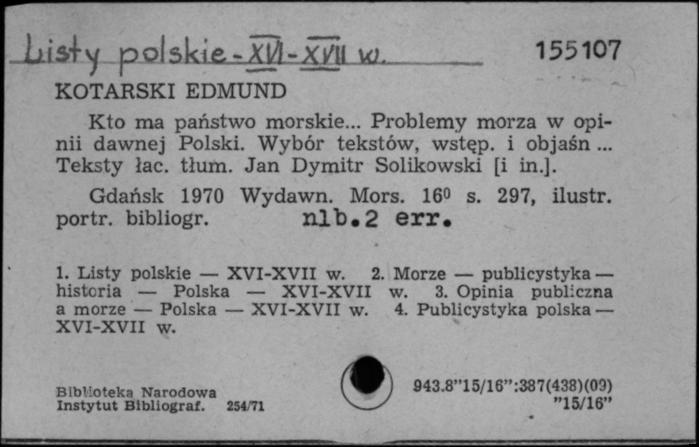 Listy polskie - XVI - XVII w. 155107
KOTARSKI EDMUND
Kto ma państwo morskie... Problemy morza w opi-
nii dawnej Polski. Wybór tekstów, wstęp. i objaśn...
Teksty łac. tłum. Jan Dymitr Solikowski [i in.].
Gdańsk 1970 Wydawn. Mors. 16⁰ s. 297, ilustr.
portr. bibliogr. nlb.2 err.
1. Listy polskie — XVI-XVII w. 2. Morze — publicystyka —
historia — Polska — XVI-XVII w. 3. Opinia publiczna
a morze — Polska — XVI-XVII w. 4. Publicystyka polska —
XVI-XVII w.
Biblioteka Narodowa 943.8"15/16":387(438)(09)
Instytut Bibliograf. 254/71 "15/16"